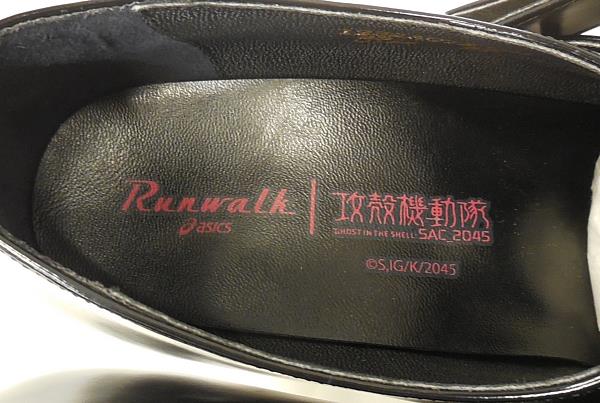 Runwalk
asics
攻殻機動隊
GHOST IN THE SHELL: SAC_2045
©S,IG/K/2045